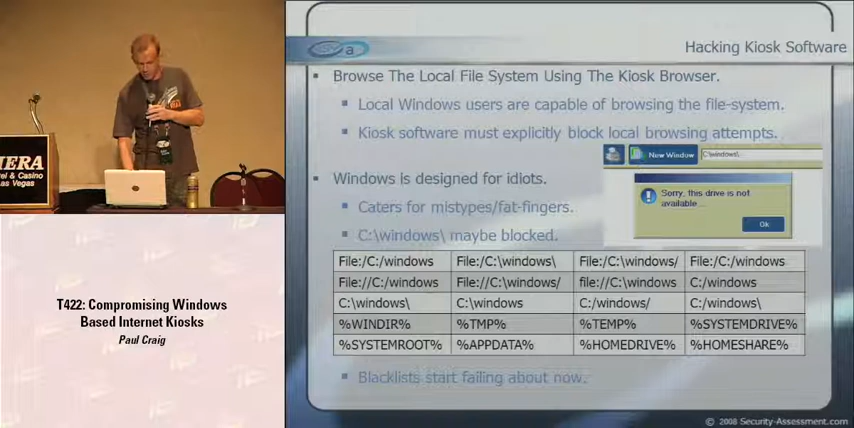 IERA
tel & Casino
as Vegas
T422: Compromising Windows
Based Internet Kiosks
Paul Craig
a
Hacking Kiosk Software
Browse The Local File System Using The Kiosk Browser.
Local Windows users are capable of browsing the file-system.
Kiosk software must explicitly block local browsing attempts.
New Window C:\windows\
Sorry, this drive is not
available...
Ok
Windows is designed for idiots.
Caters for mistypes/fat-fingers.
C:\windows\ maybe blocked.
File:/C:/windows File:/C:\windows\ File:/C:\windows/ File:/C:/windows
File://C:/windows File://C:\windows/ file://C:\windows C:/windows
C:\windows\ C:\windows C:/windows/ C:/windows\
%WINDIR% %TMP% %TEMP% %SYSTEMDRIVE%
%SYSTEMROOT% %APPDATA% %HOMEDRIVE% %HOMESHARE%
Blacklists start failing about now.
© 2008 Security-Assessment.com